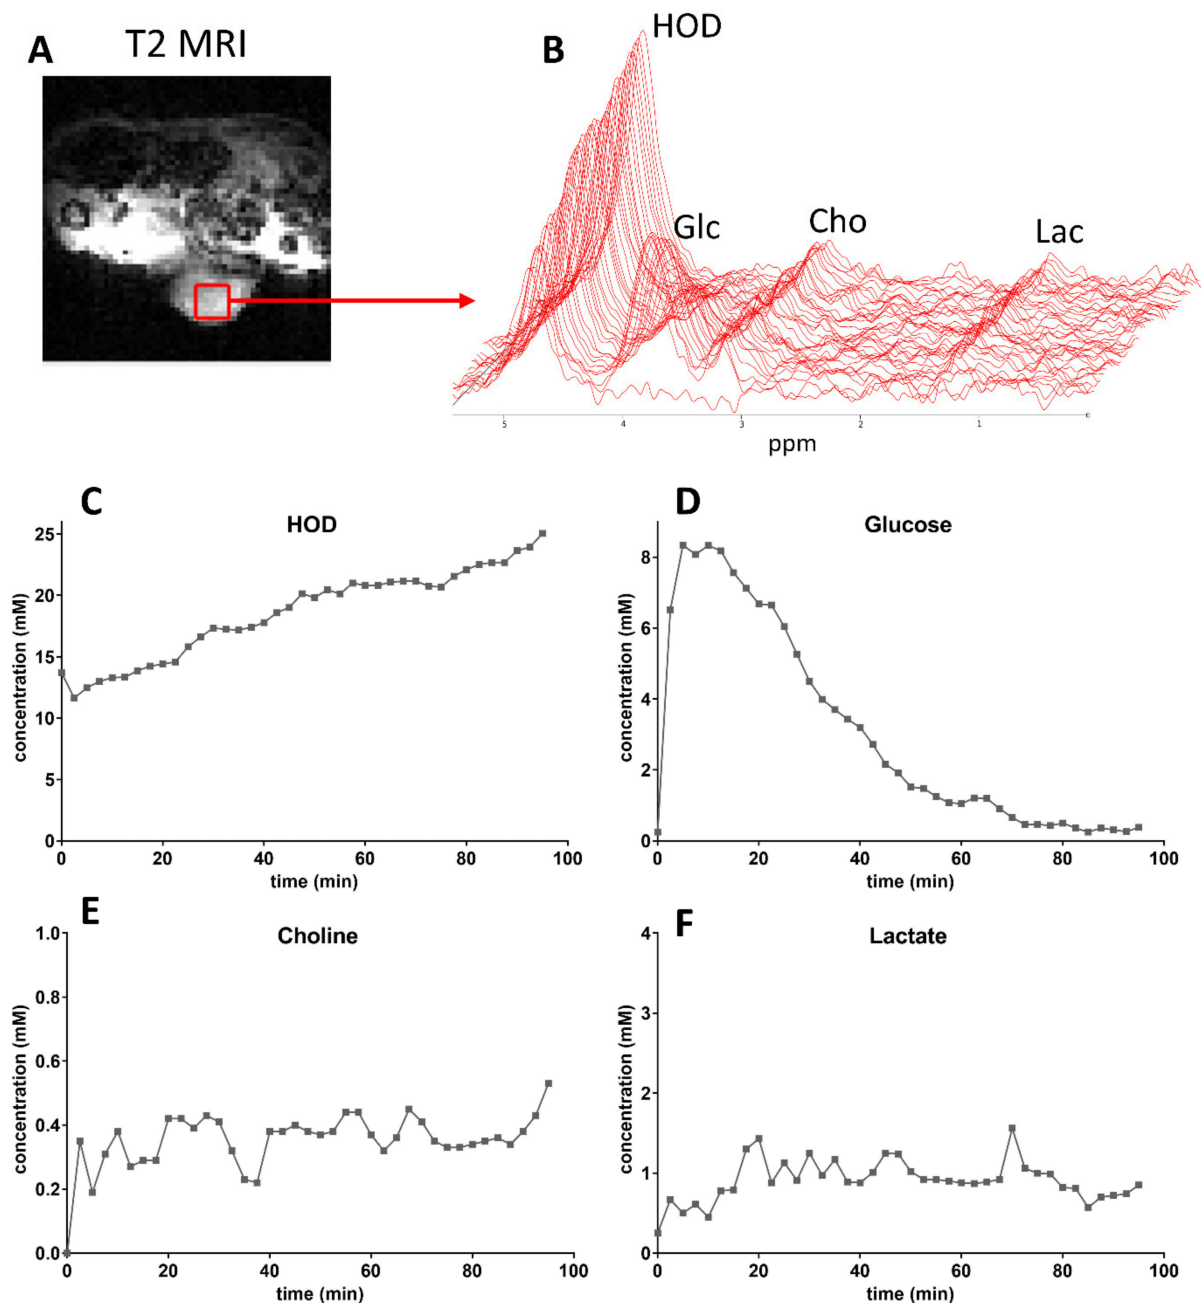 A
T2 MRI
B
HOD
Glc
Cho
Lac
5
4
3
2
1
ppm
C
HOD
concentration (mM)
25
20
15
10
5
0
0
20
40
60
80
100
time (min)
D
Glucose
concentration (mM)
8
6
4
2
0
0
20
40
60
80
100
time (min)
E
Choline
concentration (mM)
1.0
0.8
0.6
0.4
0.2
0.0
0
20
40
60
80
100
time (min)
F
Lactate
concentration (mM)
4
3
2
1
0
0
20
40
60
80
100
time (min)